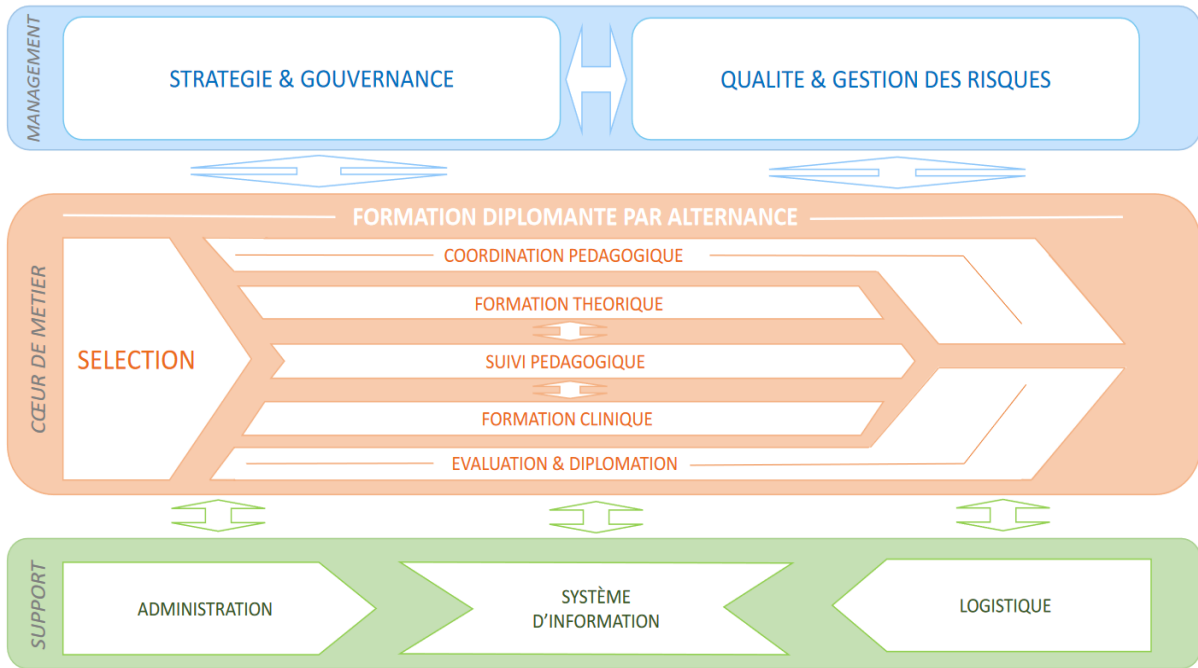 MANAGEMENT
STRATEGIE & GOUVERNANCE
QUALITE & GESTION DES RISQUES
CŒUR DE METIER
FORMATION DIPLOMANTE PAR ALTERNANCE
SELECTION
COORDINATION PEDAGOGIQUE
FORMATION THEORIQUE
SUIVI PEDAGOGIQUE
FORMATION CLINIQUE
EVALUATION & DIPLOMATION
SUPPORT
ADMINISTRATION
SYSTÈME
D'INFORMATION
LOGISTIQUE